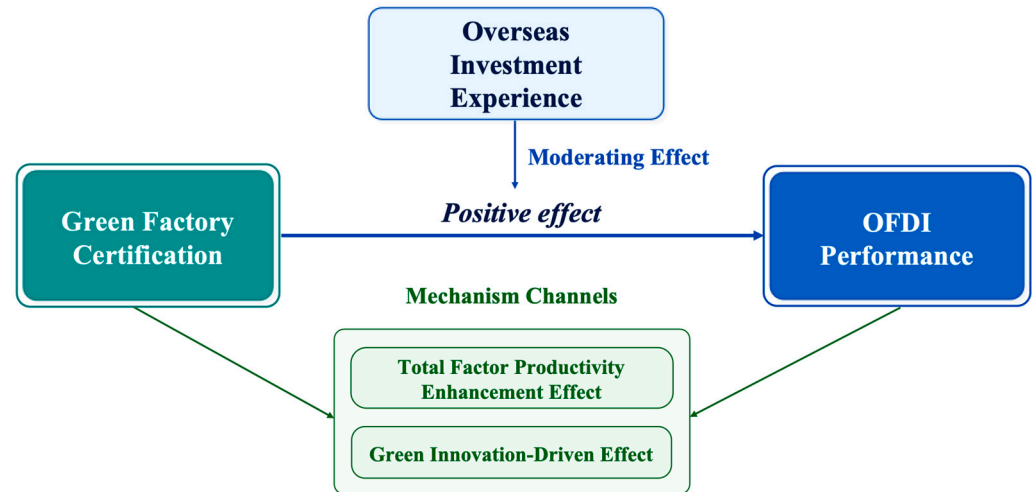 Overseas
Investment
Experience
Moderating Effect
Green Factory
Certification
Positive effect
OFDI
Performance
Mechanism Channels
Total Factor Productivity
Enhancement Effect
Green Innovation-Driven Effect